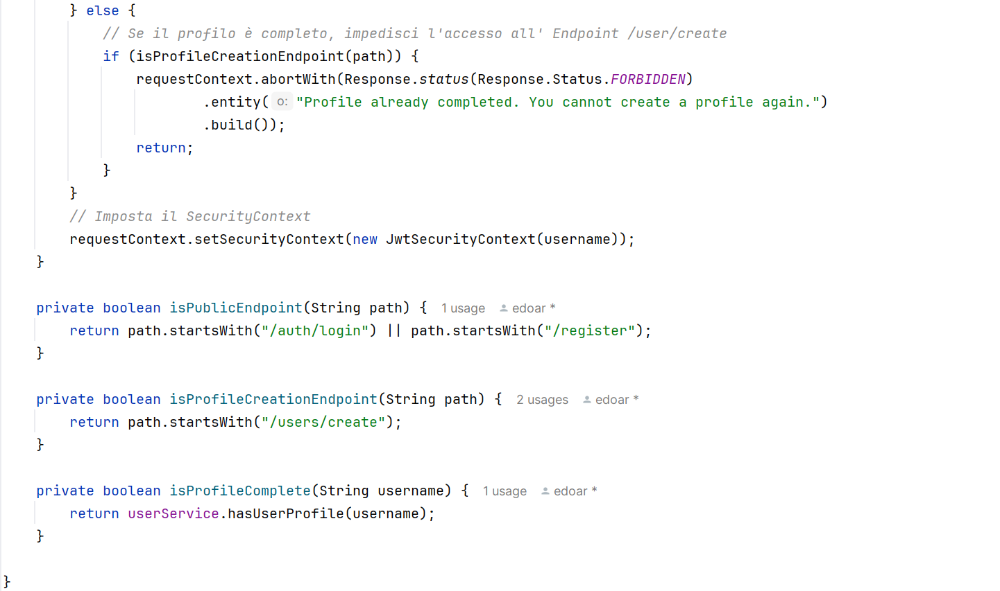 } else {
// Se il profilo è completo, impedisci l'accesso all' Endpoint /user/create
if (isProfileCreationEndpoint(path)) {
requestContext.abortWith(Response.status(Response.Status.FORBIDDEN)
.entity( o: "Profile already completed. You cannot create a profile again.")
.build());
return;
}
}
// Imposta il SecurityContext
requestContext.setSecurityContext(new JwtSecurityContext(username));
}
private boolean isPublicEndpoint(String path) { 1 usage edoar *
return path.startsWith("/auth/login") || path.startsWith("/register");
}
private boolean isProfileCreationEndpoint(String path) { 2 usages edoar *
return path.startsWith("/users/create");
}
private boolean isProfileComplete(String username) { 1 usage edoar *
return userService.hasUserProfile(username);
}
}